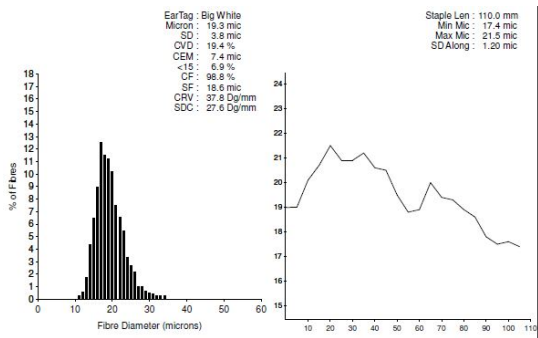 EarTag : Big White
Micron : 19.3 mic
SD : 3.8 mic
CVD : 19.4 %
CEM : 7.4 mic
<15 : 6.9 %
CF : 98.8 %
SF : 18.6 mic
CRV : 37.8 Dg/mm
SDC : 27.6 Dg/mm
18
17
16
15
14
13
12
11
10
9
8
7
6
5
4
3
2
1
0
% of Fibres
0 10 20 30 40 50 60
Fibre Diameter (microns)
Staple Len : 110.0 mm
Min Mic : 17.4 mic
Max Mic : 21.5 mic
SD Along : 1.20 mic
24
23
22
21
20
19
18
17
16
15
10 20 30 40 50 60 70 80 90 100 110